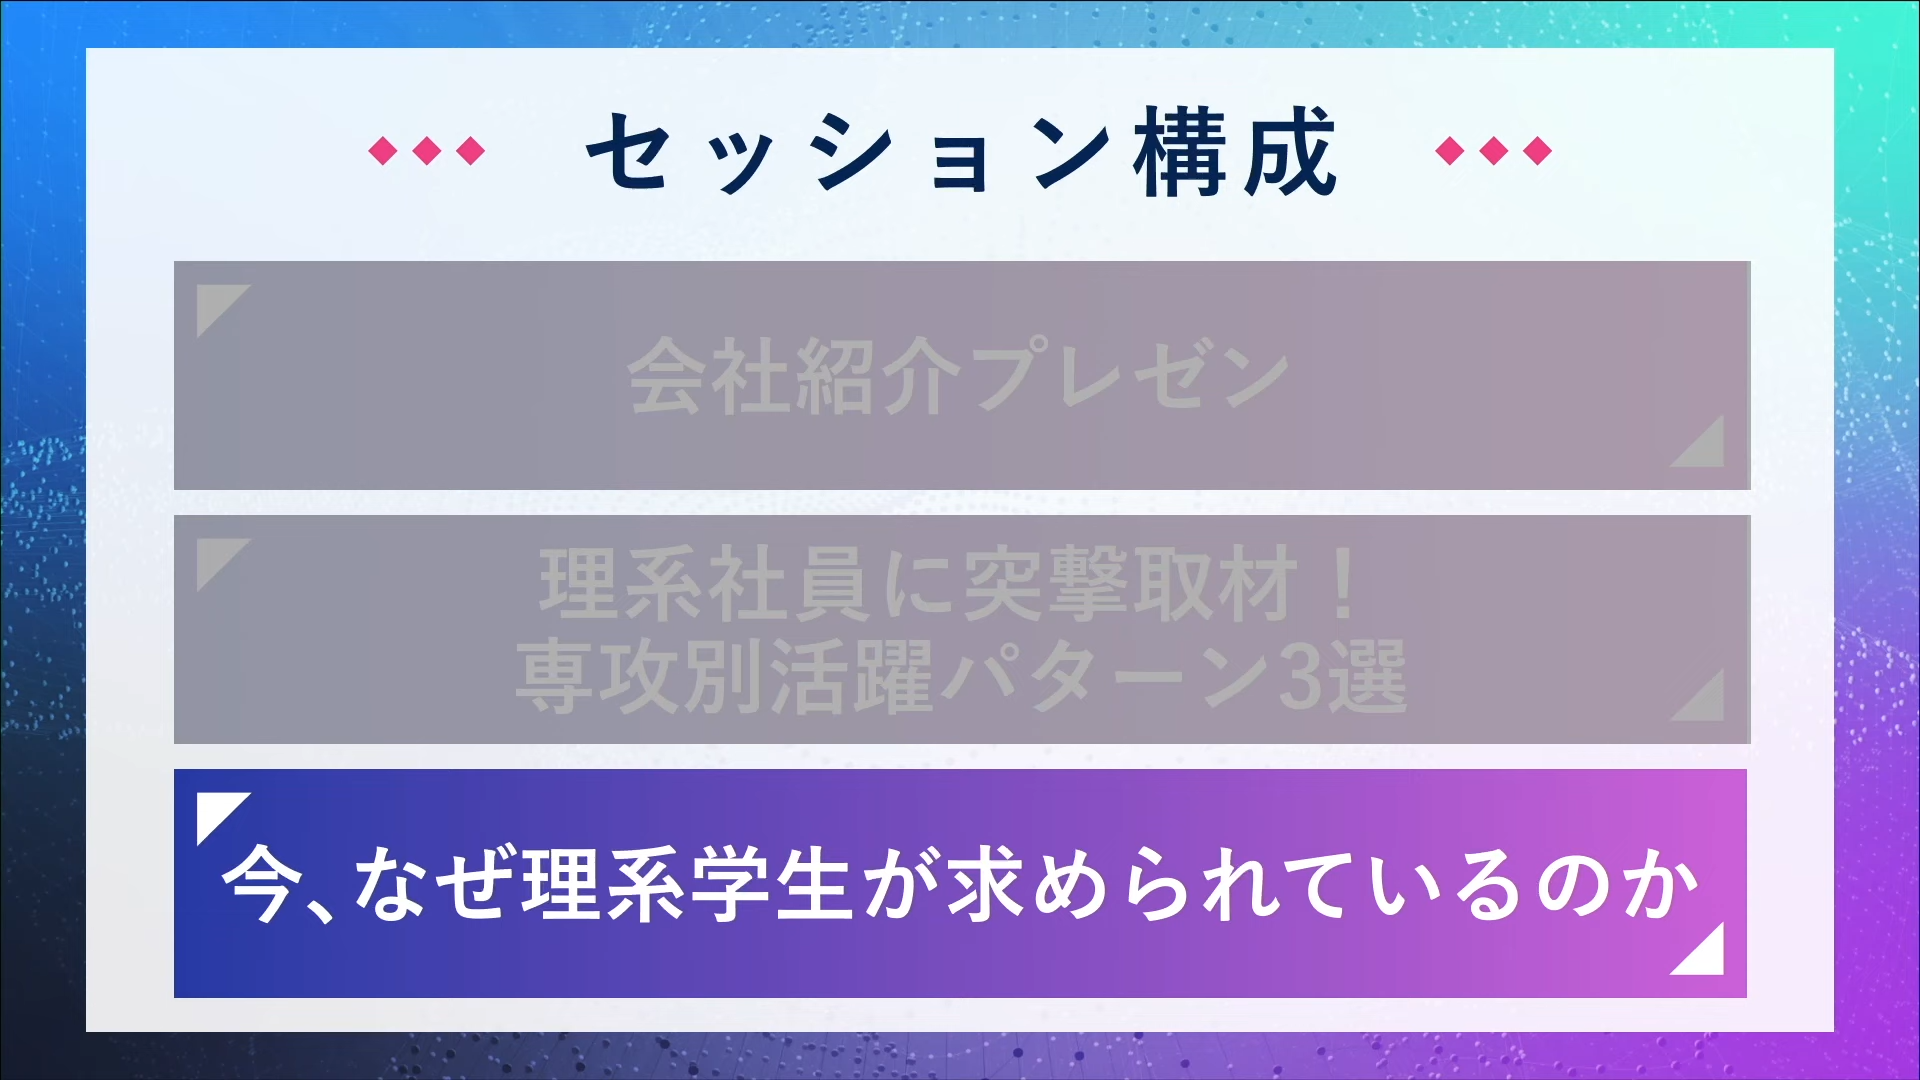 セッション構成
会社紹介プレゼン
理系社員に突撃取材！
専攻別活躍パターン3選
今、なぜ理系学生が求められているのか